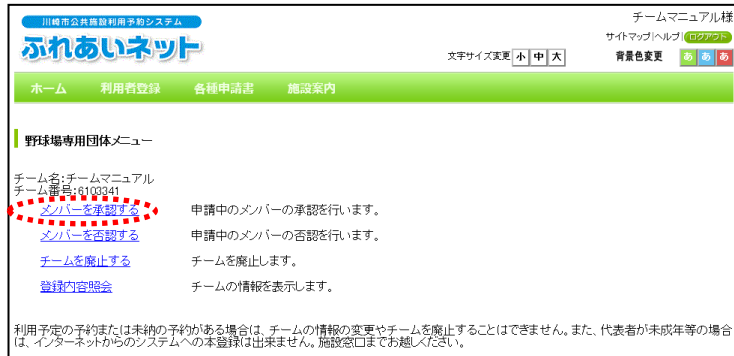 川崎市公共施設利用予約システム
ふれあいネット
チームマニュアル様
サイトマップ|ヘルプ|ログアウト
文字サイズ変更 小 中 大 背景色変更 あ あ あ
ホーム 利用者登録 各種申請書 施設案内
野球場専用団体メニュー
チーム名:チームマニュアル
チーム番号:6103341
メンバーを承認する 申請中のメンバーの承認を行います。
メンバーを否認する 申請中のメンバーの否認を行います。
チームを廃止する チームを廃止します。
登録内容照会 チームの情報を表示します。
利用予定の予約または未納の予約がある場合は、チームの情報の変更やチームを廃止することはできません。また、代表者が未成年等の場合
は、インターネットからのシステムへの本登録は出来ません。施設窓口までお越しください。